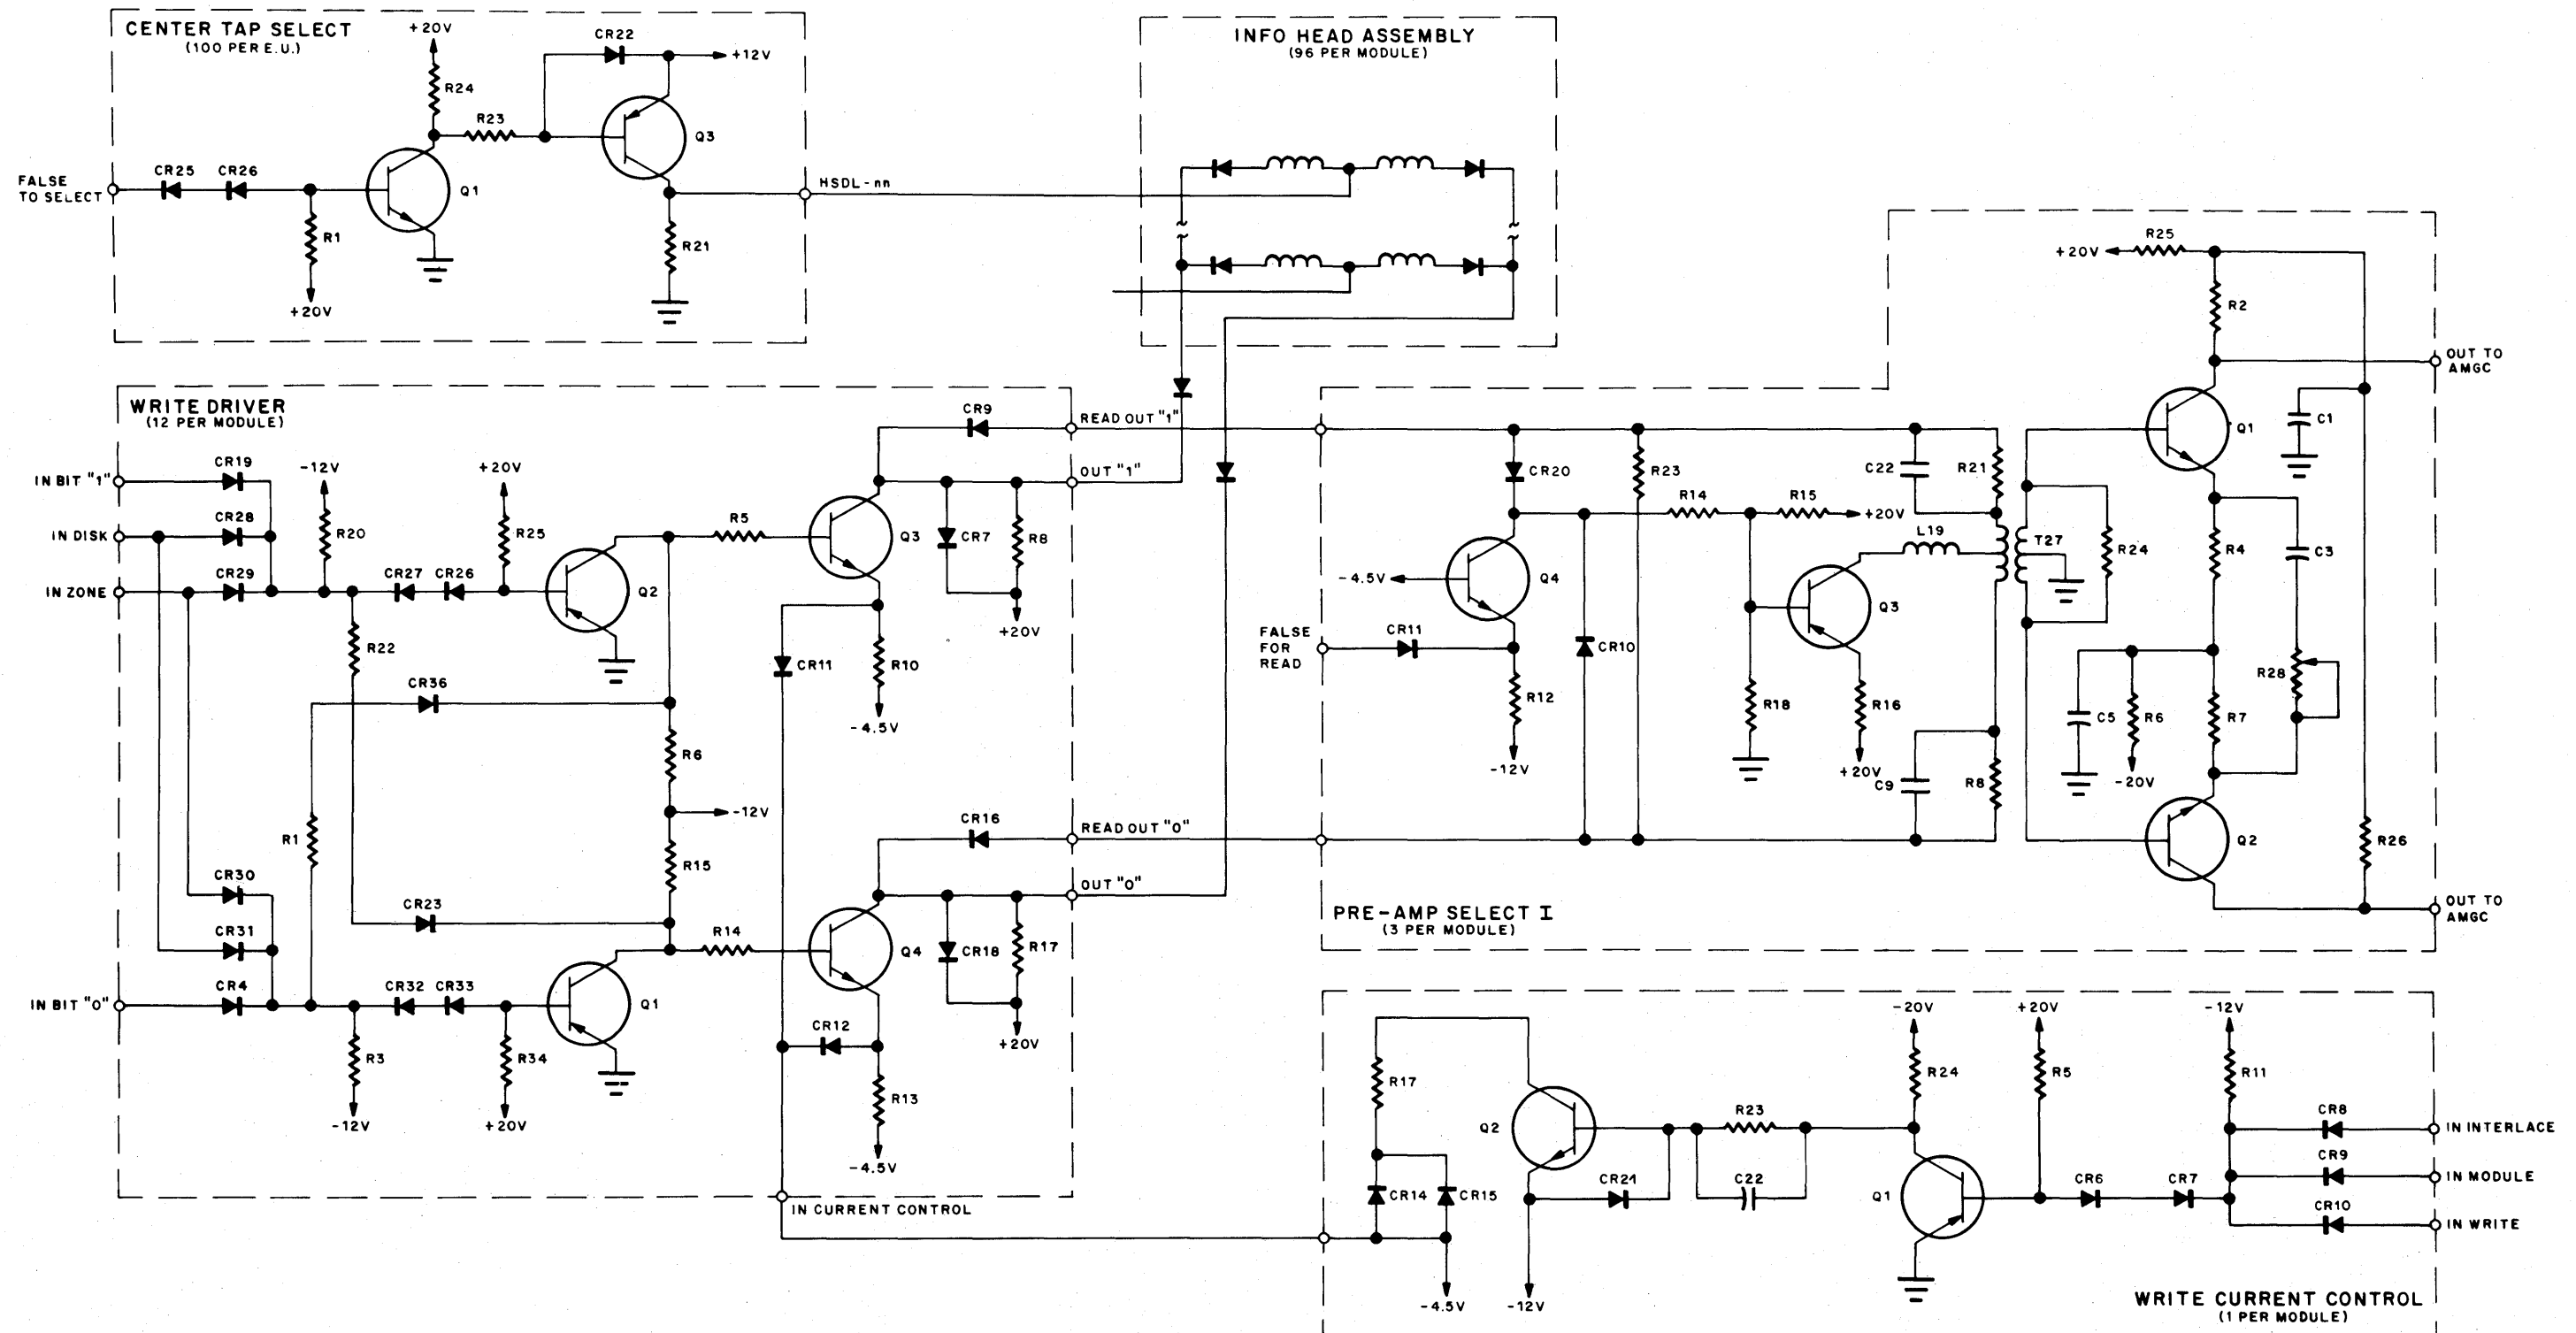 CENTER TAP SELECT
(100 PER E.U.)
+20V
R24
CR22
+12V
R23
Q3
CR25
CR26
Q1
FALSE
TO SELECT
R1
+20V
R21
HSDL-nn
INFO HEAD ASSEMBLY
(96 PER MODULE)
WRITE DRIVER
(12 PER MODULE)
IN BIT "1"
IN DISK
IN ZONE
CR19
CR28
CR29
-12V
R20
+20V
R25
CR27
CR26
Q2
R5
Q3
CR9
READ OUT "1"
OUT "1"
CR7
R8
+20V
R22
CR11
R10
-4.5V
CR36
R6
-12V
R1
R15
CR30
CR23
CR31
CR4
IN BIT "0"
CR32
CR33
Q1
R3
-12V
R34
+20V
R14
Q4
CR16
READ OUT "0"
OUT "0"
CR18
R17
+20V
CR12
R13
-4.5V
IN CURRENT CONTROL
PRE-AMP SELECT I
(3 PER MODULE)
CR20
R23
C22
R21
R14
R15
+20V
L19
T27
R24
-4.5V
Q4
FALSE
FOR
READ
CR11
CR10
Q3
R12
-12V
R18
R16
+20V
C9
R8
+20V
R25
R2
OUT TO
AMGC
Q1
C1
R4
C3
R28
C5
R6
R7
-20V
Q2
R26
OUT TO
AMGC
WRITE CURRENT CONTROL
(1 PER MODULE)
R17
Q2
R23
CR21
C22
CR14
CR15
-4.5V
-12V
-20V
R24
+20V
R5
-12V
R11
Q1
CR6
CR7
CR8
IN INTERLACE
CR9
IN MODULE
CR10
IN WRITE